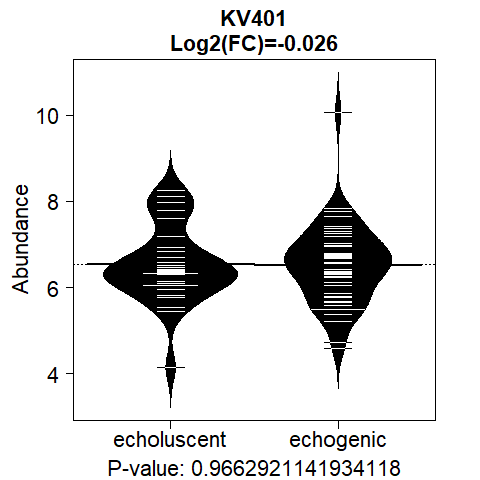 KV401
Log2(FC)=-0.026
Abundance
10
8
6
4
echoluscent echogenic
P-value: 0.9662921141934118